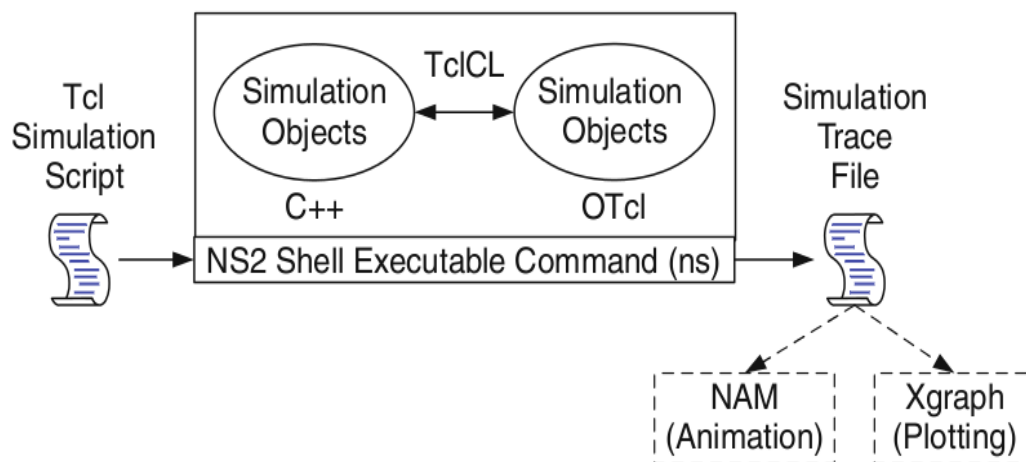 Tcl
Simulation
Script
TclCL
Simulation
Objects
C++
Simulation
Objects
OTcl
NS2 Shell Executable Command (ns)
Simulation
Trace
File
NAM
(Animation)
Xgraph
(Plotting)